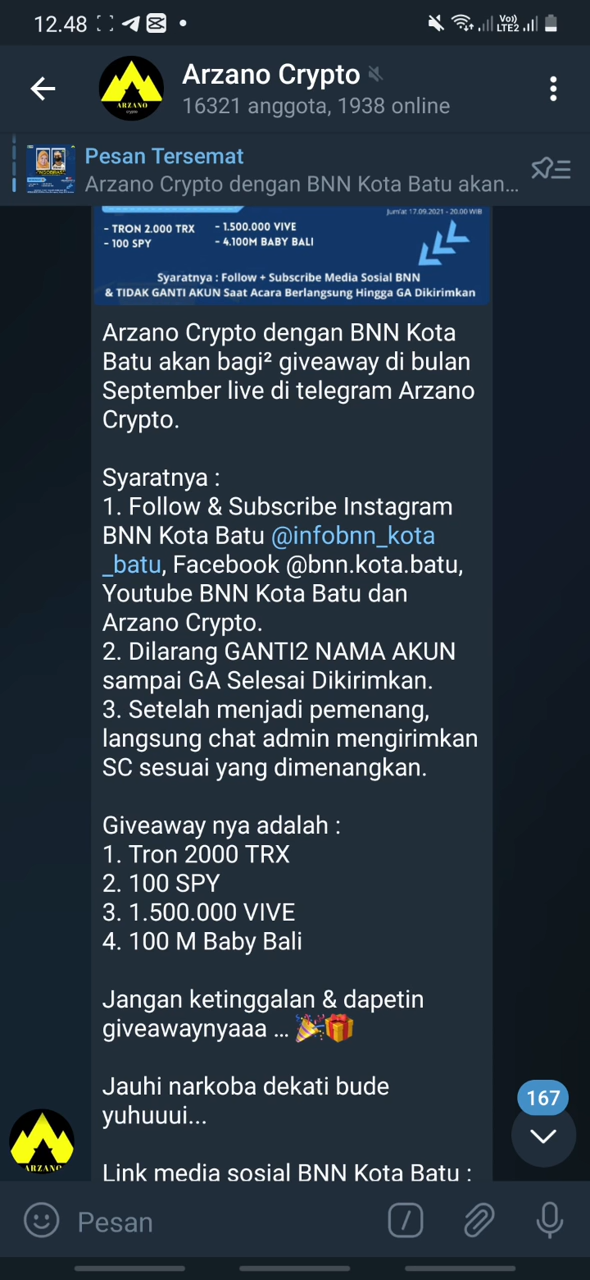 12.48
Vo))
LTE2
Arzano Crypto
16321 anggota, 1938 online
Pesan Tersemat
Arzano Crypto dengan BNN Kota Batu akan...
Jum'at 17.09.2021 - 20.00 WIB
- TRON 2.000 TRX - 1.500.000 VIVE
- 100 SPY - 4.100M BABY BALI
Syaratnya : Follow + Subscribe Media Sosial BNN
& TIDAK GANTI AKUN Saat Acara Berlangsung Hingga GA Dikirimkan
Arzano Crypto dengan BNN Kota
Batu akan bagi² giveaway di bulan
September live di telegram Arzano
Crypto.
Syaratnya :
1. Follow & Subscribe Instagram
BNN Kota Batu @infobnn_kota
_batu, Facebook @bnn.kota.batu,
Youtube BNN Kota Batu dan
Arzano Crypto.
2. Dilarang GANTI2 NAMA AKUN
sampai GA Selesai Dikirimkan.
3. Setelah menjadi pemenang,
langsung chat admin mengirimkan
SC sesuai yang dimenangkan.
Giveaway nya adalah :
1. Tron 2000 TRX
2. 100 SPY
3. 1.500.000 VIVE
4. 100 M Baby Bali
Jangan ketinggalan & dapetin
giveawaynyaaa ... 🎉🎁
Jauhi narkoba dekati bude
yuhuuui...
167
ARZANO
Link media sosial BNN Kota Batu :
Pesan